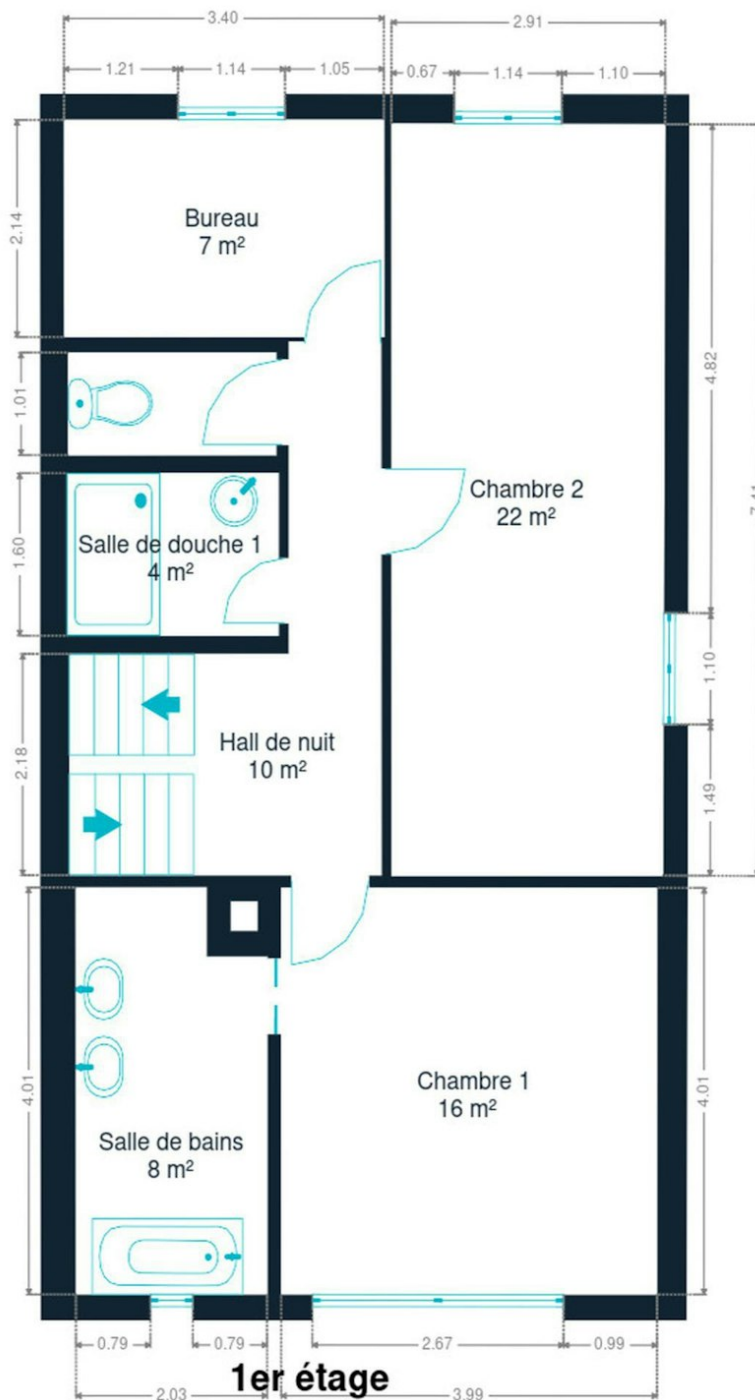 3.40
2.91
1.21
1.14
1.05
0.67
1.14
1.10
Bureau
7 m²
2.14
4.82
1.01
Chambre 2
22 m²
Salle de douche 1
4 m²
1.60
1.10
Hall de nuit
10 m²
2.18
1.49
Chambre 1
16 m²
4.01
4.01
Salle de bains
8 m²
0.79
0.79
2.67
0.99
1er étage
2.03
3.99